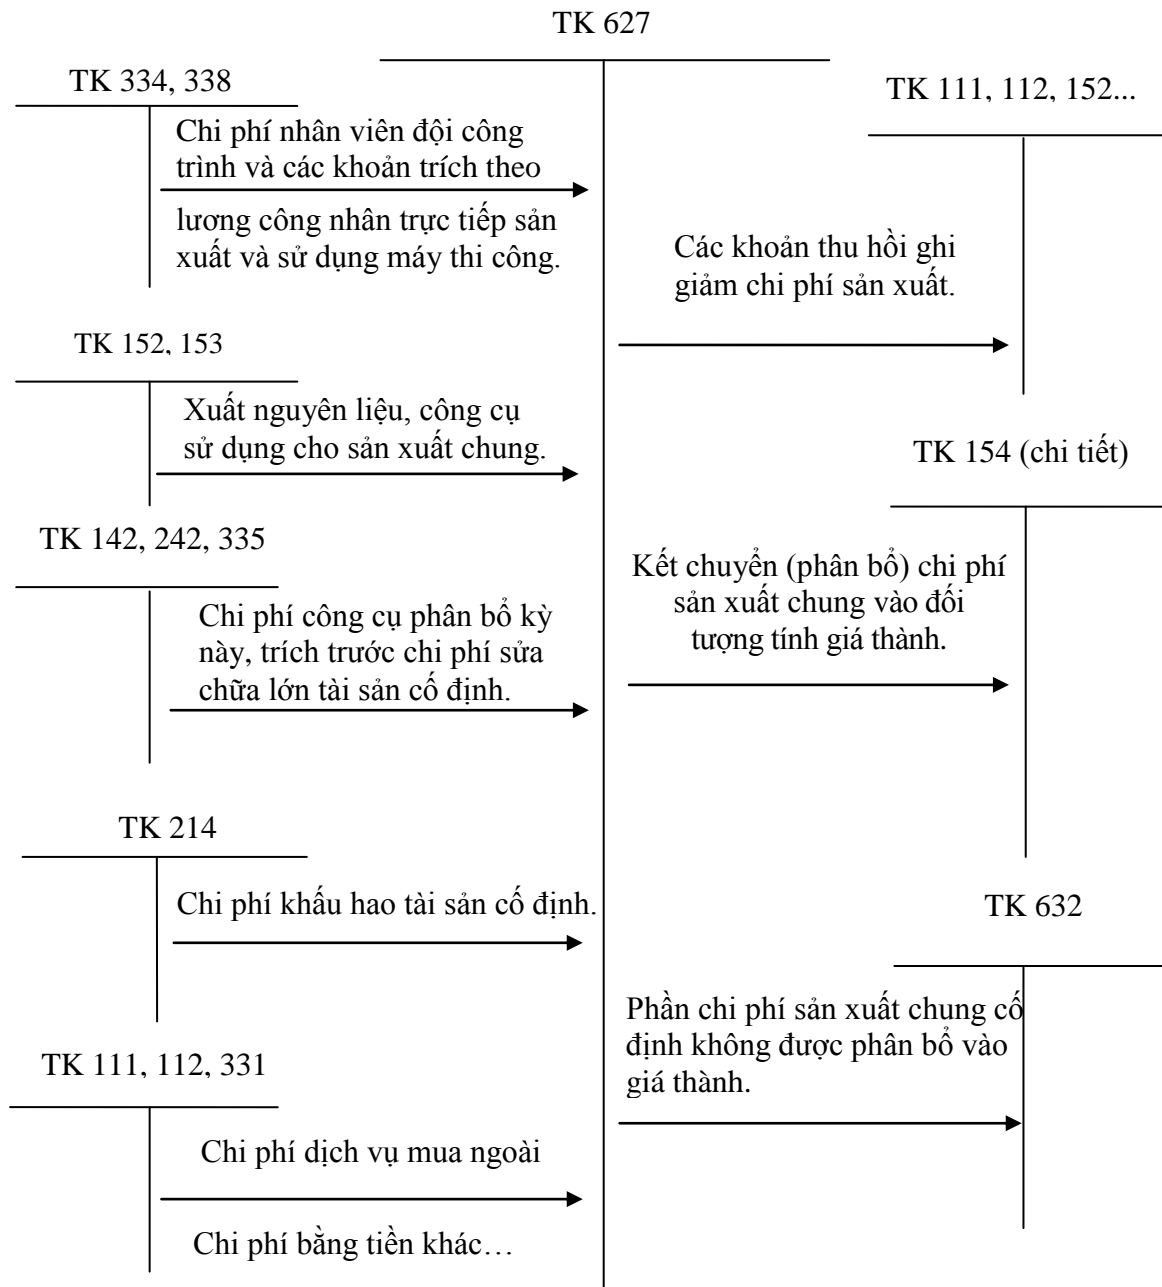 TK 627
TK 334, 338
Chi phí nhân viên đội công
trình và các khoản trích theo
lương công nhân trực tiếp sản
xuất và sử dụng máy thi công.
TK 152, 153
Xuất nguyên liệu, công cụ
sử dụng cho sản xuất chung.
TK 142, 242, 335
Chi phí công cụ phân bổ kỳ
này, trích trước chi phí sửa
chữa lớn tài sản cố định.
TK 214
Chi phí khấu hao tài sản cố định.
TK 111, 112, 331
Chi phí dịch vụ mua ngoài
Chi phí bằng tiền khác…
TK 111, 112, 152...
Các khoản thu hồi ghi
giảm chi phí sản xuất.
TK 154 (chi tiết)
Kết chuyển (phân bổ) chi phí
sản xuất chung vào đối
tượng tính giá thành.
TK 632
Phần chi phí sản xuất chung cố
định không được phân bổ vào
giá thành.